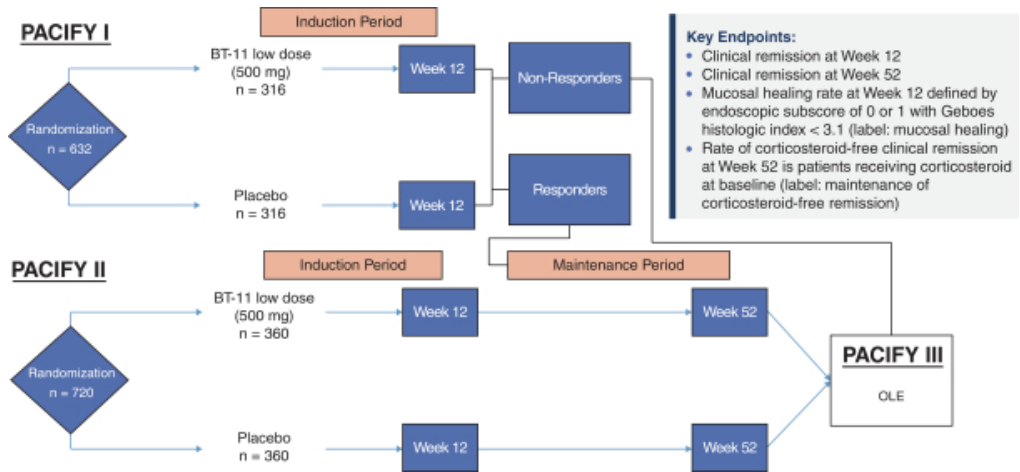 PACIFY I
Induction Period
BT-11 low dose
(500 mg)
n = 316
Week 12
Non-Responders
Randomization
n = 632
Placebo
n = 316
Week 12
Responders
Key Endpoints:
• Clinical remission at Week 12
• Clinical remission at Week 52
• Mucosal healing rate at Week 12 defined by
endoscopic subscore of 0 or 1 with Geboes
histologic index < 3.1 (label: mucosal healing)
• Rate of corticosteroid-free clinical remission
at Week 52 is patients receiving corticosteroid
at baseline (label: maintenance of
corticosteroid-free remission)
PACIFY II
Induction Period
Maintenance Period
BT-11 low dose
(500 mg)
n = 360
Week 12
Week 52
Randomization
n = 720
Placebo
n = 360
Week 12
Week 52
PACIFY III
OLE